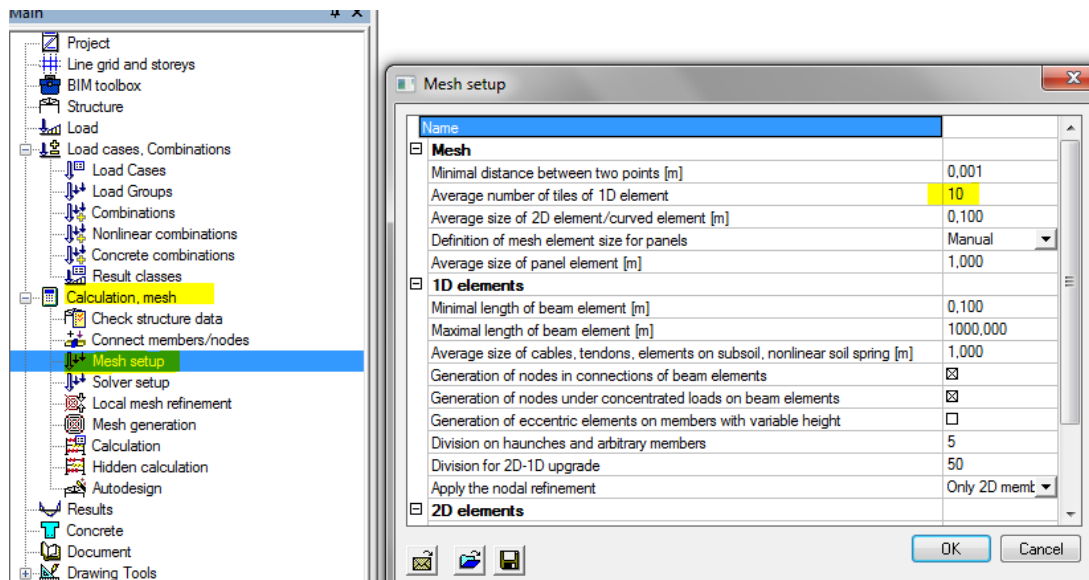 Main
Project
Line grid and storeys
BIM toolbox
Structure
Load
Load cases, Combinations
Load Cases
Load Groups
Combinations
Nonlinear combinations
Concrete combinations
Result classes
Calculation, mesh
Check structure data
Connect members/nodes
Mesh setup
Solver setup
Local mesh refinement
Mesh generation
Calculation
Hidden calculation
Autodesign
Results
Concrete
Document
Drawing Tools
Mesh setup
Name
Mesh
Minimal distance between two points [m] 0,001
Average number of tiles of 1D element 10
Average size of 2D element/curved element [m] 0,100
Definition of mesh element size for panels Manual
Average size of panel element [m] 1,000
1D elements
Minimal length of beam element [m] 0,100
Maximal length of beam element [m] 1000,000
Average size of cables, tendons, elements on subsoil, nonlinear soil spring [m] 1,000
Generation of nodes in connections of beam elements
Generation of nodes under concentrated loads on beam elements
Generation of eccentric elements on members with variable height
Division on haunches and arbitrary members 5
Division for 2D-1D upgrade 50
Apply the nodal refinement Only 2D memb
2D elements
OK Cancel